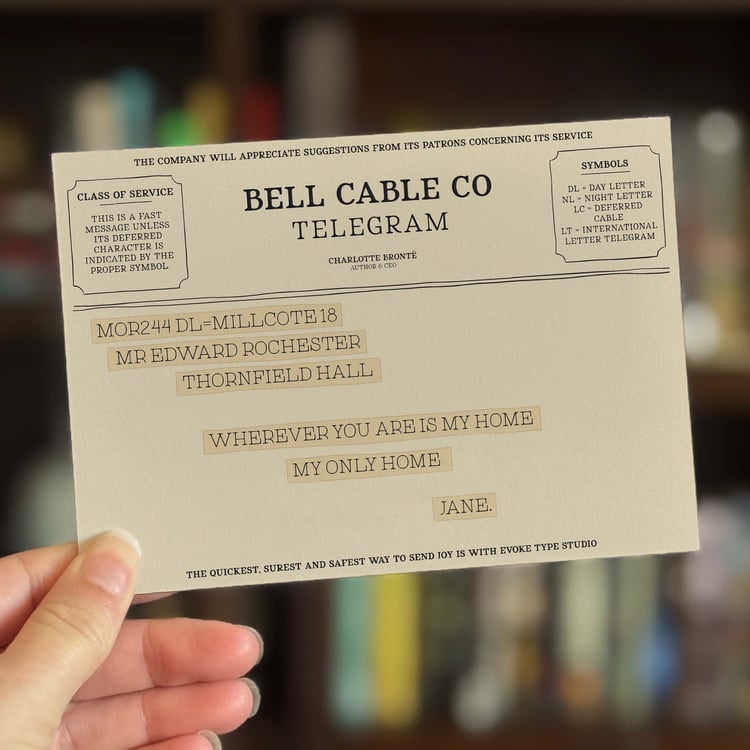 THE COMPANY WILL APPRECIATE SUGGESTIONS FROM ITS PATRONS CONCERNING ITS SERVICE
CLASS OF SERVICE
THIS IS A FAST
MESSAGE UNLESS
ITS DEFERRED
CHARACTER IS
INDICATED BY THE
PROPER SYMBOL.
BELL CABLE CO
TELEGRAM
CHARLOTTE BRONTË
AUTHOR & CEO
SYMBOLS
DL = DAY LETTER
NL = NIGHT LETTER
LC = DEFERRED
CABLE
LT = INTERNATIONAL
LETTER TELEGRAM
MOR244 DL=MILLCOTE 18
MR EDWARD ROCHESTER
THORNFIELD HALL
WHEREVER YOU ARE IS MY HOME
MY ONLY HOME
JANE.
THE QUICKEST, SUREST AND SAFEST WAY TO SEND JOY IS WITH EVOKE TYPE STUDIO